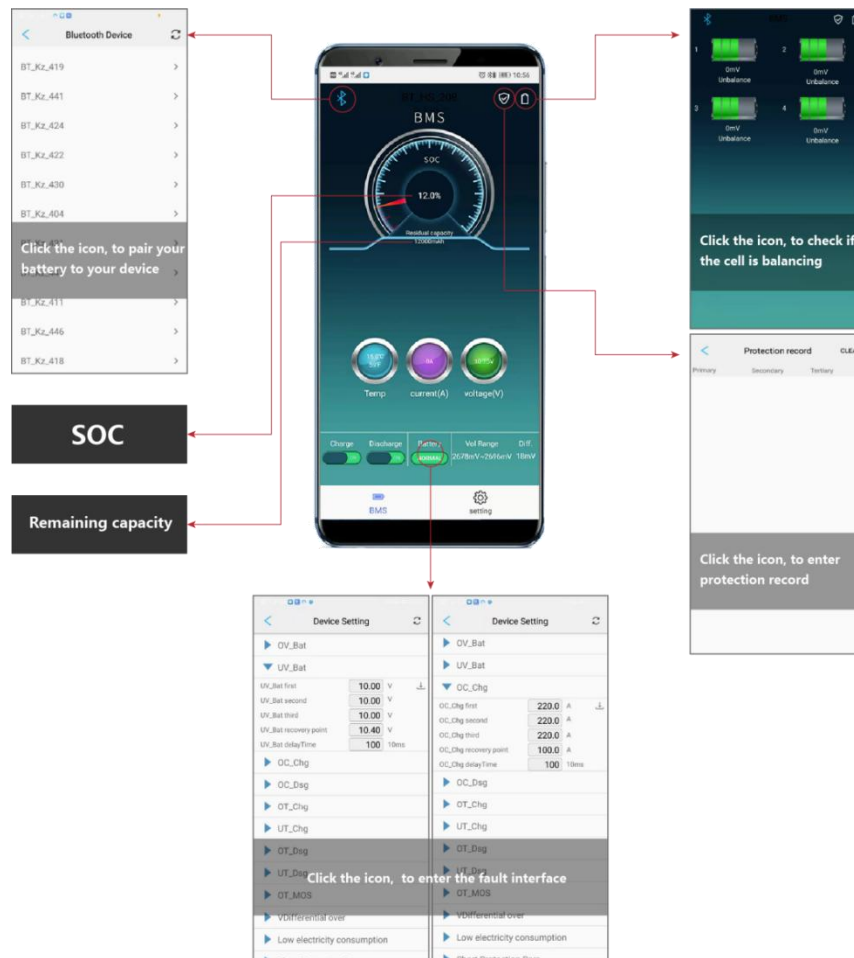 Bluetooth Device
BT_Kz_419
BT_Kz_441
BT_Kz_424
BT_Kz_422
BT_Kz_430
BT_Kz_404
Click the icon, to pair your
battery to your device
BT_Kz_411
BT_Kz_446
BT_Kz_418
SOC
Remaining capacity
10:56
BMS
SOC
12.0%
Residual capacity
12000mAh
0A
Temp
current(A)
voltage(V)
Charge
Discharge
Battery
Vol Range
Diff.
ON
ON
2678mV~2696mV
18mV
BMS
setting
1
0mV
Unbalance
2
0mV
Unbalance
3
0mV
Unbalance
4
0mV
Unbalance
Click the icon, to check if
the cell is balancing
Protection record
Primary
Secondary
Tertiary
Click the icon, to enter
protection record
Device Setting
OV_Bat
UV_Bat
UV_Bat first 10.00 V
UV_Bat second 10.00 V
UV_Bat third 10.00 V
UV_Bat recovery point 10.40 V
UV_Bat delayTime 100 10ms
OC_Chg
OC_Dsg
OT_Chg
UT_Chg
OT_Dsg
UT_Dsg
OT_MOS
VDifferential over
Low electricity consumption
Device Setting
OV_Bat
UV_Bat
OC_Chg
OC_Chg first 220.0 A
OC_Chg second 220.0 A
OC_Chg third 220.0 A
OC_Chg recovery point 100.0 A
OC_Chg delayTime 100 10ms
OC_Dsg
OT_Chg
UT_Chg
OT_Dsg
UT_Dsg
OT_MOS
VDifferential over
Low electricity consumption
Click the icon, to enter the fault interface